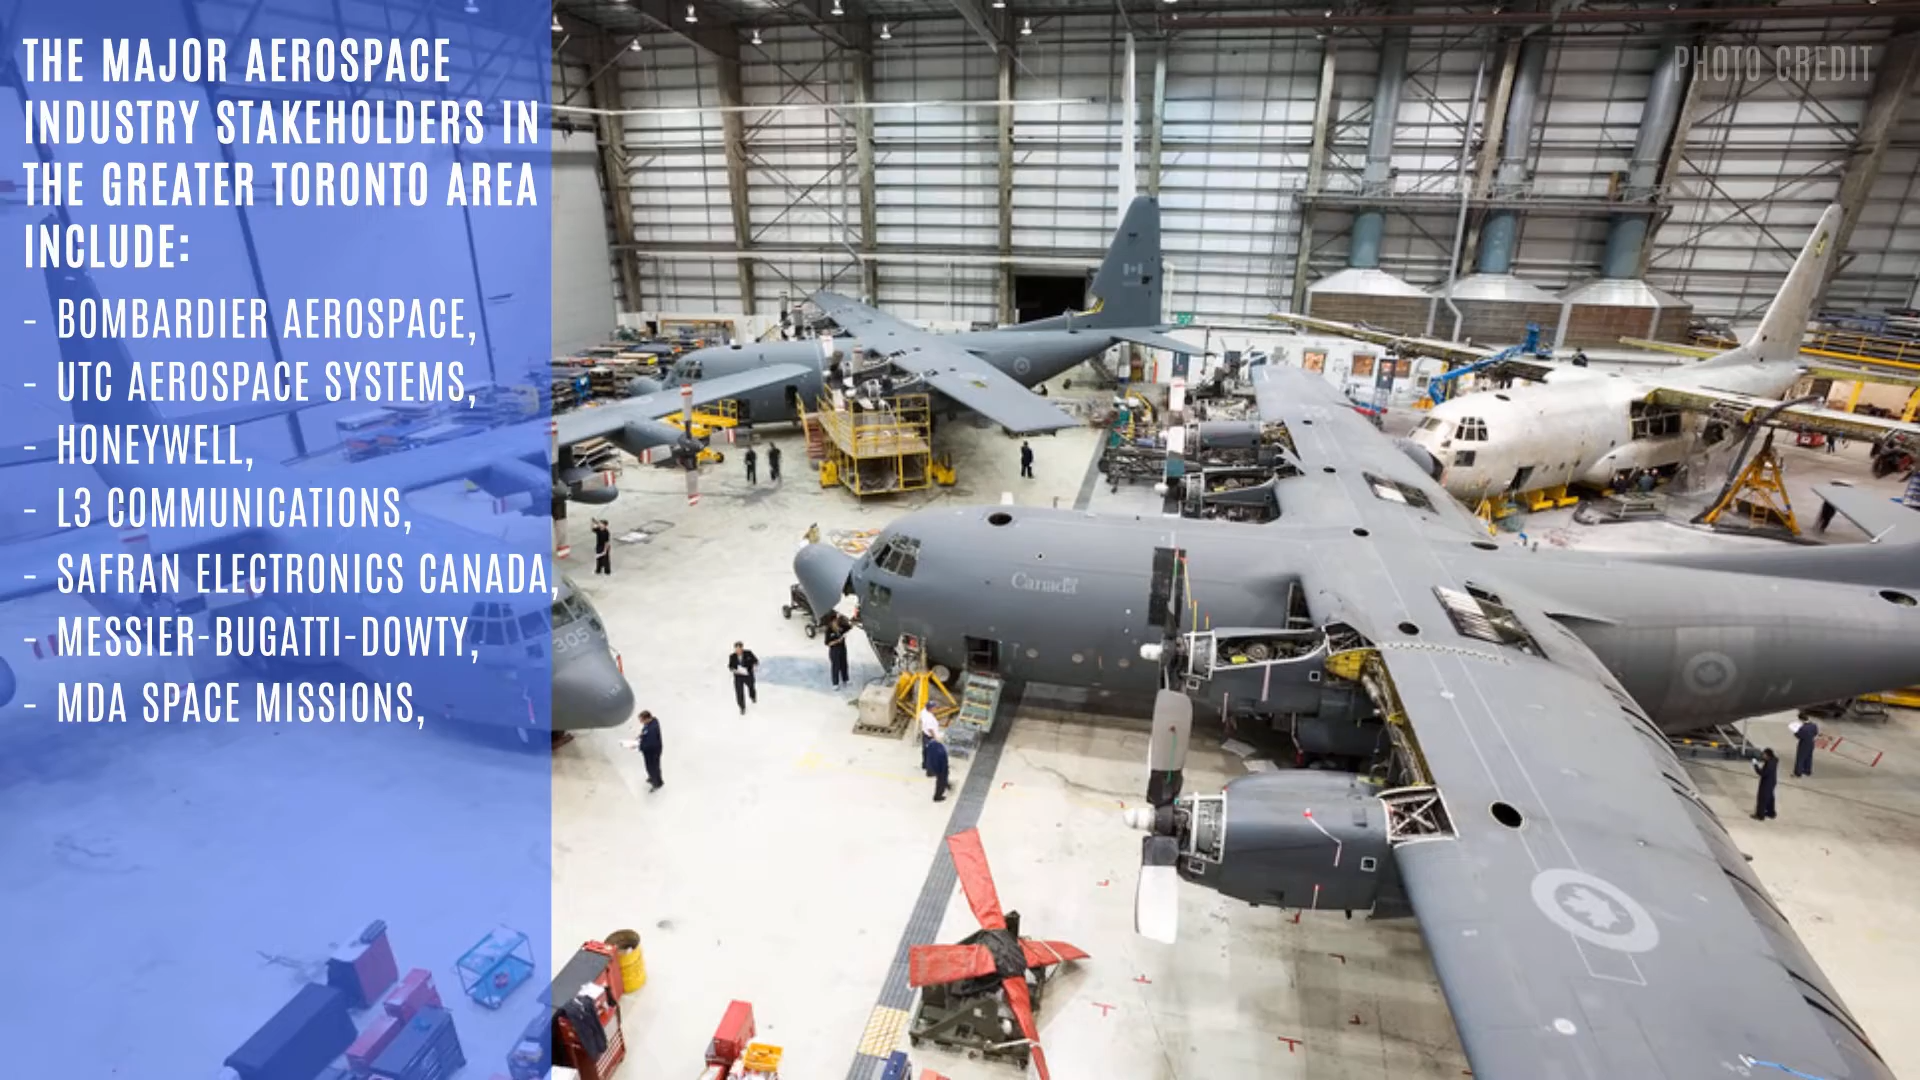 THE MAJOR AEROSPACE
INDUSTRY STAKEHOLDERS IN
THE GREATER TORONTO AREA
INCLUDE:
- BOMBARDIER AEROSPACE,
- UTC AEROSPACE SYSTEMS,
- HONEYWELL,
- L3 COMMUNICATIONS,
- SAFRAN ELECTRONICS CANADA,
- MESSIER-BUGATTI-DOWTY,
- MDA SPACE MISSIONS,
PHOTO CREDIT
Canada
305